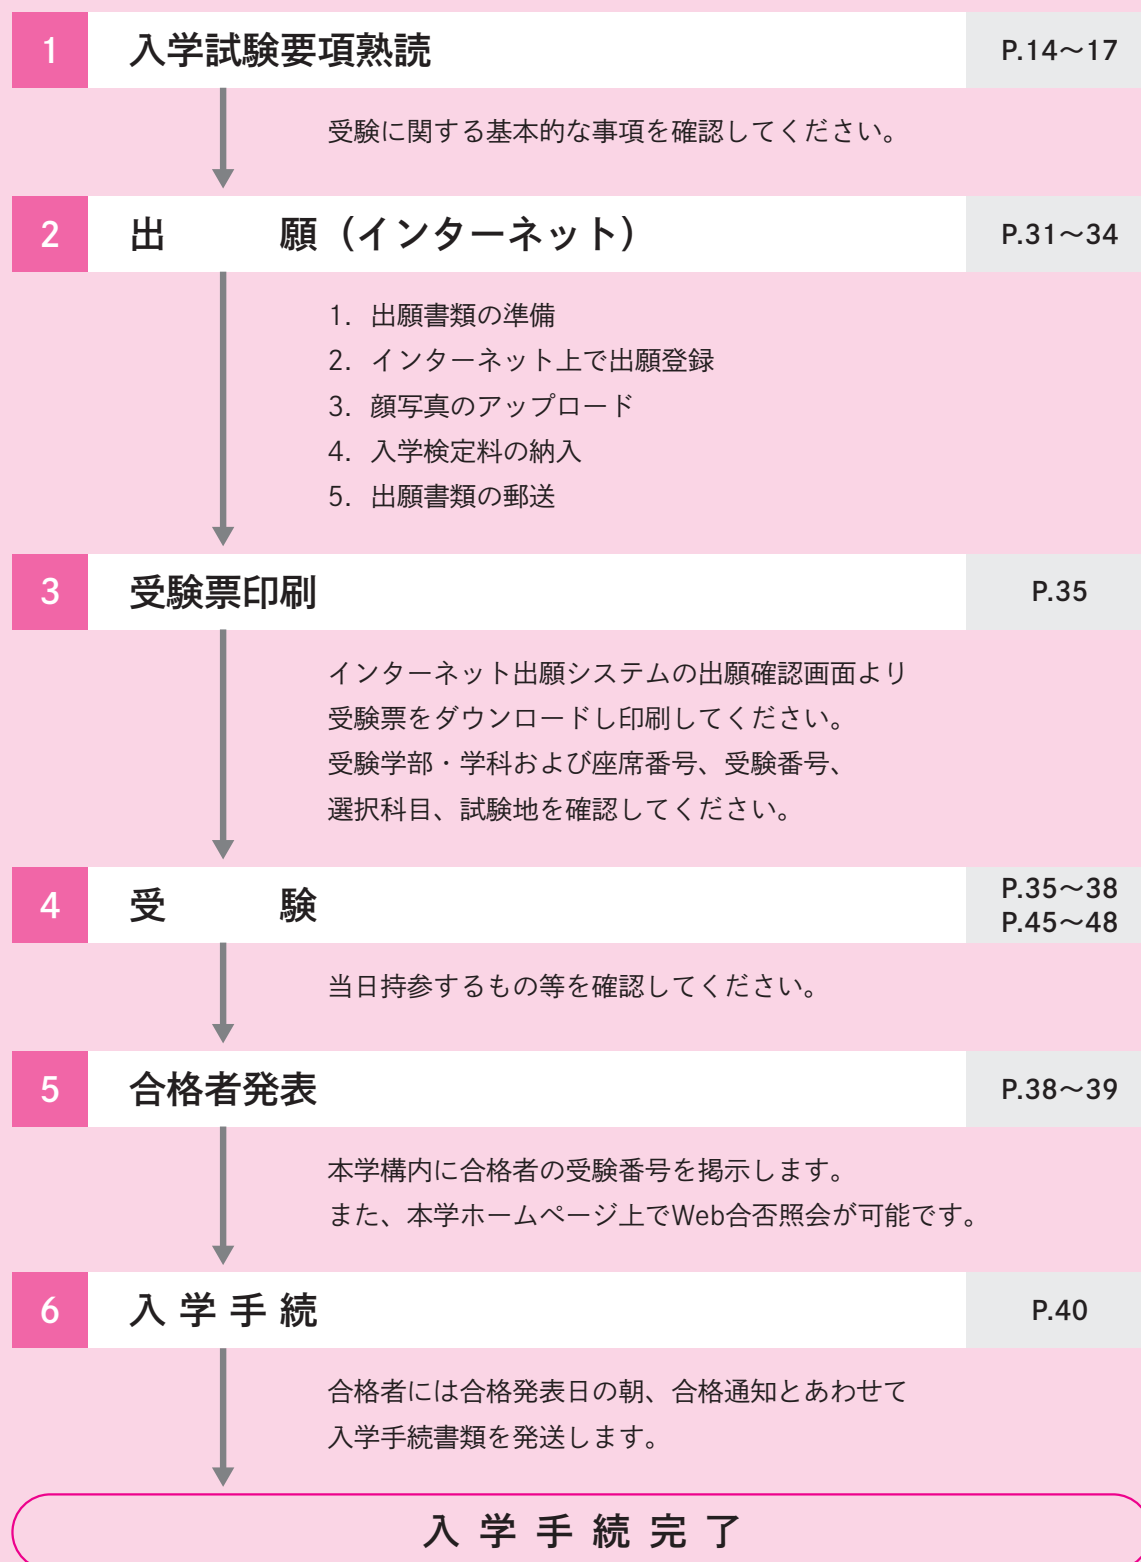 1 入学試験要項熟読 P.14〜17
受験に関する基本的な事項を確認してください。
2 出 願（インターネット） P.31〜34
1. 出願書類の準備
2. インターネット上で出願登録
3. 顔写真のアップロード
4. 入学検定料の納入
5. 出願書類の郵送
3 受験票印刷 P.35
インターネット出願システムの出願確認画面より
受験票をダウンロードし印刷してください。
受験学部・学科および座席番号、受験番号、
選択科目、試験地を確認してください。
4 受 験 P.35〜38
P.45〜48
当日持参するもの等を確認してください。
5 合格者発表 P.38〜39
本学構内に合格者の受験番号を掲示します。
また、本学ホームページ上でWeb合否照会が可能です。
6 入学手続 P.40
合格者には合格発表日の朝、合格通知とあわせて
入学手続書類を発送します。
入学手続完了